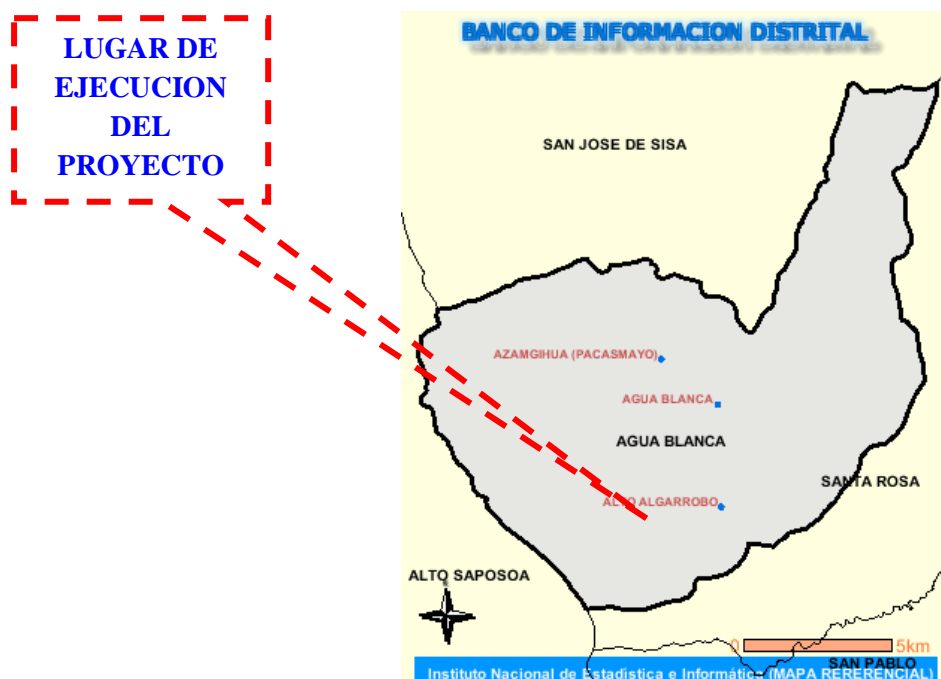 LUGAR DE
EJECUCION
DEL
PROYECTO
BANCO DE INFORMACION DISTRITAL
SAN JOSE DE SISA
AZAMGIHUA (PACASMAYO)
AGUA BLANCA
AGUA BLANCA
SANTA ROSA
ALTO ALGARROBO
ALTO SAPOSOA
0 5km
SAN PABLO
Instituto Nacional de Estadística e Informática (MAPA RERERENCIAL)